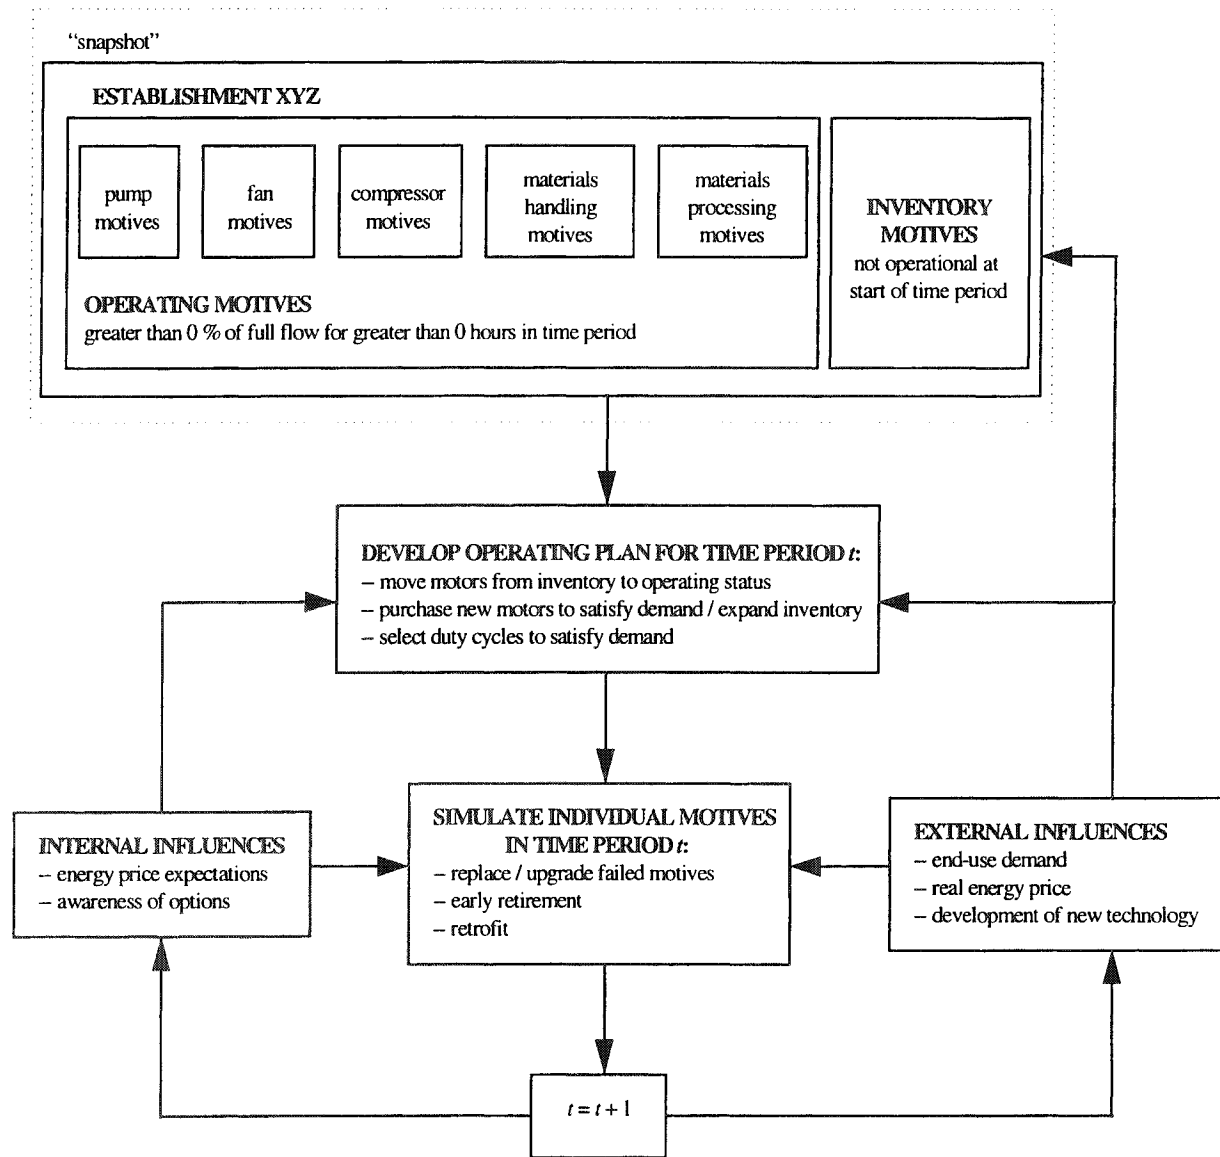 “snapshot”
ESTABLISHMENT XYZ
pump
motives
fan
motives
compressor
motives
materials
handling
motives
materials
processing
motives
OPERATING MOTIVES
greater than 0 % of full flow for greater than 0 hours in time period
INVENTORY
MOTIVES
not operational at
start of time period
DEVELOP OPERATING PLAN FOR TIME PERIOD t:
– move motors from inventory to operating status
– purchase new motors to satisfy demand / expand inventory
– select duty cycles to satisfy demand
INTERNAL INFLUENCES
– energy price expectations
– awareness of options
SIMULATE INDIVIDUAL MOTIVES
IN TIME PERIOD t:
– replace / upgrade failed motives
– early retirement
– retrofit
EXTERNAL INFLUENCES
– end-use demand
– real energy price
– development of new technology
t = t + 1